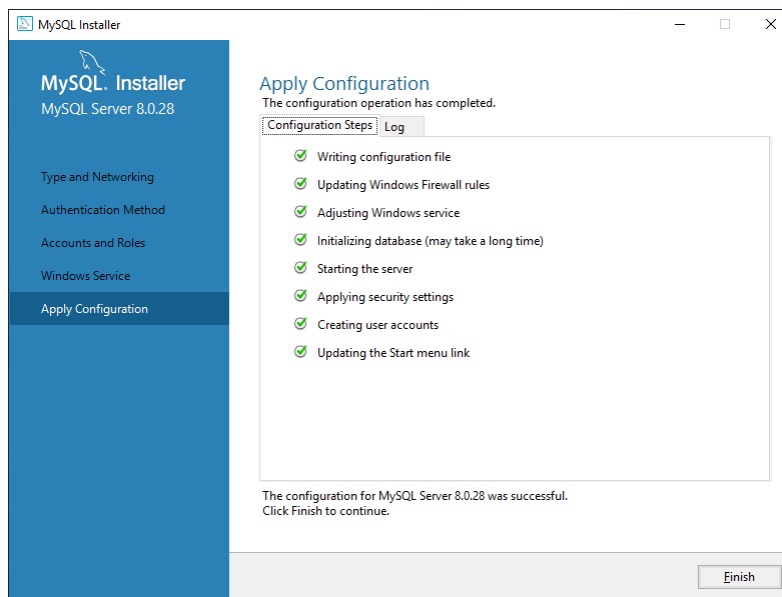 MySQL Installer
MySQL. Installer
MySQL Server 8.0.28
Type and Networking
Authentication Method
Accounts and Roles
Windows Service
Apply Configuration
Apply Configuration
The configuration operation has completed.
Configuration Steps
Log
Writing configuration file
Updating Windows Firewall rules
Adjusting Windows service
Initializing database (may take a long time)
Starting the server
Applying security settings
Creating user accounts
Updating the Start menu link
The configuration for MySQL Server 8.0.28 was successful.
Click Finish to continue.
Finish